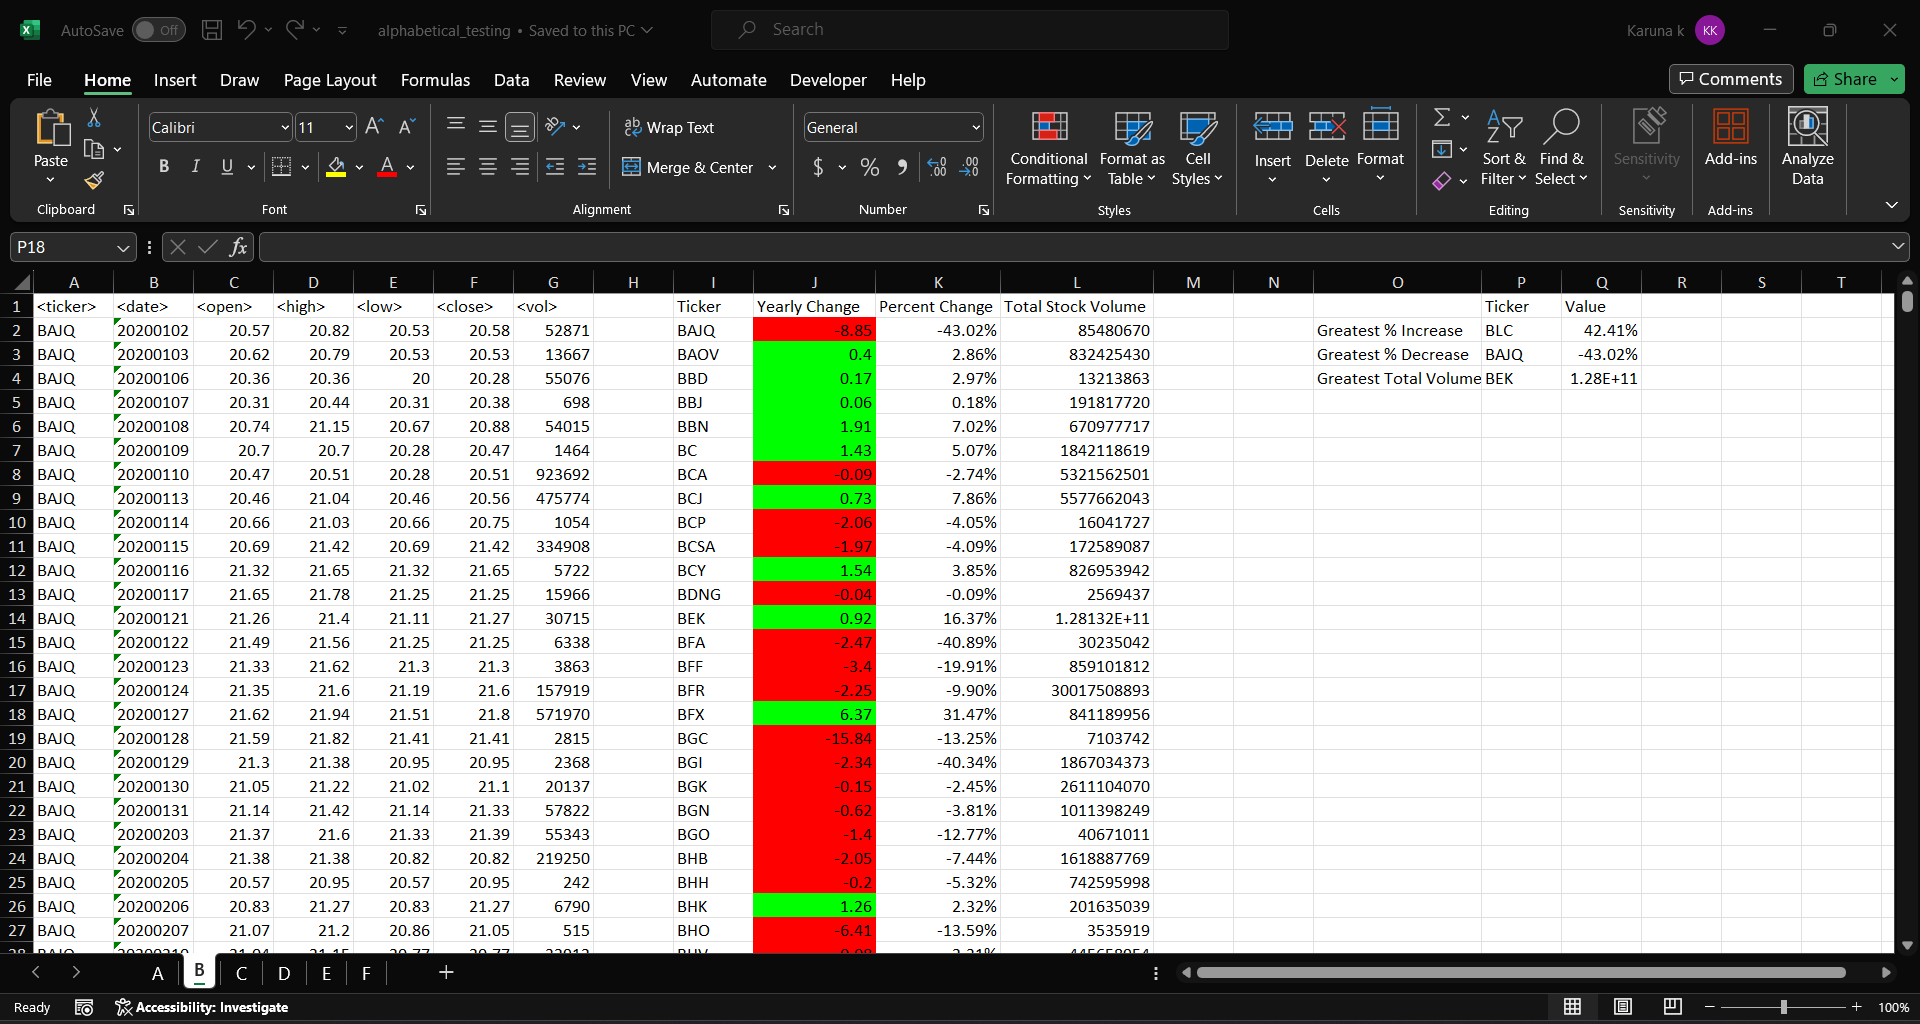 AutoSave Off alphabetical_testing • Saved to this PC Search Karuna k KK
File Home Insert Draw Page Layout Formulas Data Review View Automate Developer Help Comments Share
Paste Calibri 11 Wrap Text General Conditional Formatting Format as Table Cell Styles Insert Delete Format Sort & Filter Find & Select Sensitivity Add-ins Analyze Data
B I U A Merge & Center $ %
Clipboard Font Alignment Number Styles Cells Editing Sensitivity Add-ins
P18 fx
A B C D E F G H I J K L M N O P Q R S T
1 <ticker> <date> <open> <high> <low> <close> <vol> Ticker Yearly Change Percent Change Total Stock Volume Ticker Value
2 BAJQ 20200102 20.57 20.82 20.53 20.58 52871 BAJQ -8.85 -43.02% 85480670 Greatest % Increase BLC 42.41%
3 BAJQ 20200103 20.62 20.79 20.53 20.53 13667 BAOV 0.4 2.86% 832425430 Greatest % Decrease BAJQ -43.02%
4 BAJQ 20200106 20.36 20.36 20 20.28 55076 BBD 0.17 2.97% 13213863 Greatest Total Volume BEK 1.28E+11
5 BAJQ 20200107 20.31 20.44 20.31 20.38 698 BBJ 0.06 0.18% 191817720
6 BAJQ 20200108 20.74 21.15 20.67 20.88 54015 BBN 1.91 7.02% 670977717
7 BAJQ 20200109 20.7 20.7 20.28 20.47 1464 BC 1.43 5.07% 1842118619
8 BAJQ 20200110 20.47 20.51 20.28 20.51 923692 BCA -0.09 -2.74% 5321562501
9 BAJQ 20200113 20.46 21.04 20.46 20.56 475774 BCJ 0.73 7.86% 5577662043
10 BAJQ 20200114 20.66 21.03 20.66 20.75 1054 BCP -2.06 -4.05% 16041727
11 BAJQ 20200115 20.69 21.42 20.69 21.42 334908 BCSA -1.97 -4.09% 172589087
12 BAJQ 20200116 21.32 21.65 21.32 21.65 5722 BCY 1.54 3.85% 826953942
13 BAJQ 20200117 21.65 21.78 21.25 21.25 15966 BDNG -0.04 -0.09% 2569437
14 BAJQ 20200121 21.26 21.4 21.11 21.27 30715 BEK 0.92 16.37% 1.28132E+11
15 BAJQ 20200122 21.49 21.56 21.25 21.25 6338 BFA -2.47 -40.89% 30235042
16 BAJQ 20200123 21.33 21.62 21.3 21.3 3863 BFF -3.4 -19.91% 859101812
17 BAJQ 20200124 21.35 21.6 21.19 21.6 157919 BFR -2.25 -9.90% 30017508893
18 BAJQ 20200127 21.62 21.94 21.51 21.8 571970 BFX 6.37 31.47% 841189956
19 BAJQ 20200128 21.59 21.82 21.41 21.41 2815 BGC -15.84 -13.25% 7103742
20 BAJQ 20200129 21.3 21.38 20.95 20.95 2368 BGI -2.34 -40.34% 1867034373
21 BAJQ 20200130 21.05 21.22 21.02 21.1 20137 BGK -0.15 -2.45% 2611104070
22 BAJQ 20200131 21.14 21.42 21.14 21.33 57822 BGN -0.62 -3.81% 1011398249
23 BAJQ 20200203 21.37 21.6 21.33 21.39 55343 BGO -1.4 -12.77% 40671011
24 BAJQ 20200204 21.38 21.38 20.82 20.82 219250 BHB -2.05 -7.44% 1618887769
25 BAJQ 20200205 20.57 20.95 20.57 20.95 242 BHH -0.2 -5.32% 742595998
26 BAJQ 20200206 20.83 21.27 20.83 21.27 6790 BHK 1.26 2.32% 201635039
27 BAJQ 20200207 21.07 21.2 20.86 21.05 515 BHO -6.41 -13.59% 3535919
A B C D E F
Ready Accessibility: Investigate 100%